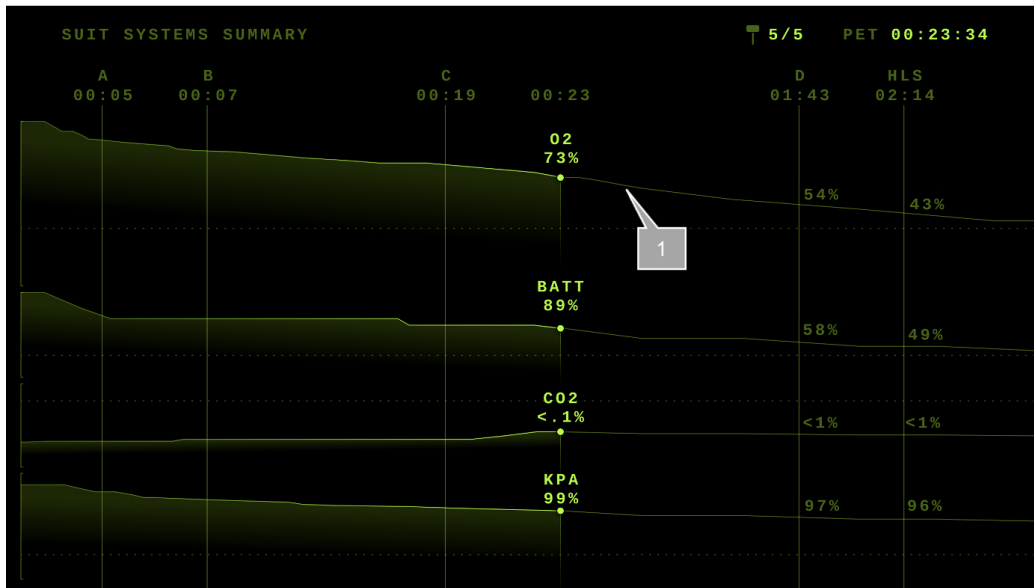 SUIT SYSTEMS SUMMARY
5/5 PET 00:23:34
A B C D HLS
00:05 00:07 00:19 00:23 01:43 02:14
O2
73%
54% 43%
1
BATT
89%
58% 49%
CO2
<.1%
<1% <1%
KPA
99%
97% 96%